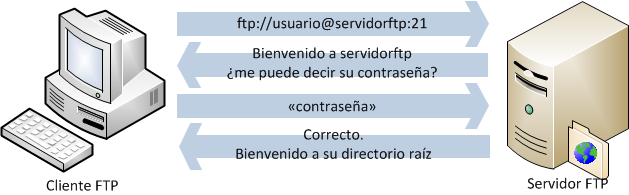 ftp://usuario@servidorftp:21
Bienvenido a servidorftp
¿me puede decir su contraseña?
«contraseña»
Correcto.
Bienvenido a su directorio raíz
Cliente FTP
Servidor FTP